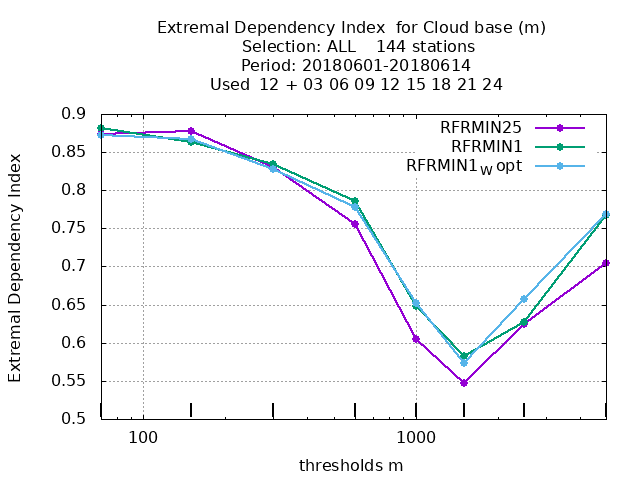 Extremal Dependency Index  for Cloud base (m)
Selection: ALL    144 stations
Period: 20180601-20180614
Used  12 + 03 06 09 12 15 18 21 24
0.9
0.85
0.8
0.75
0.7
0.65
0.6
0.55
0.5
Extremal Dependency Index
RFRMIN25
RFRMIN1
RFRMIN1W opt
100
1000
thresholds m